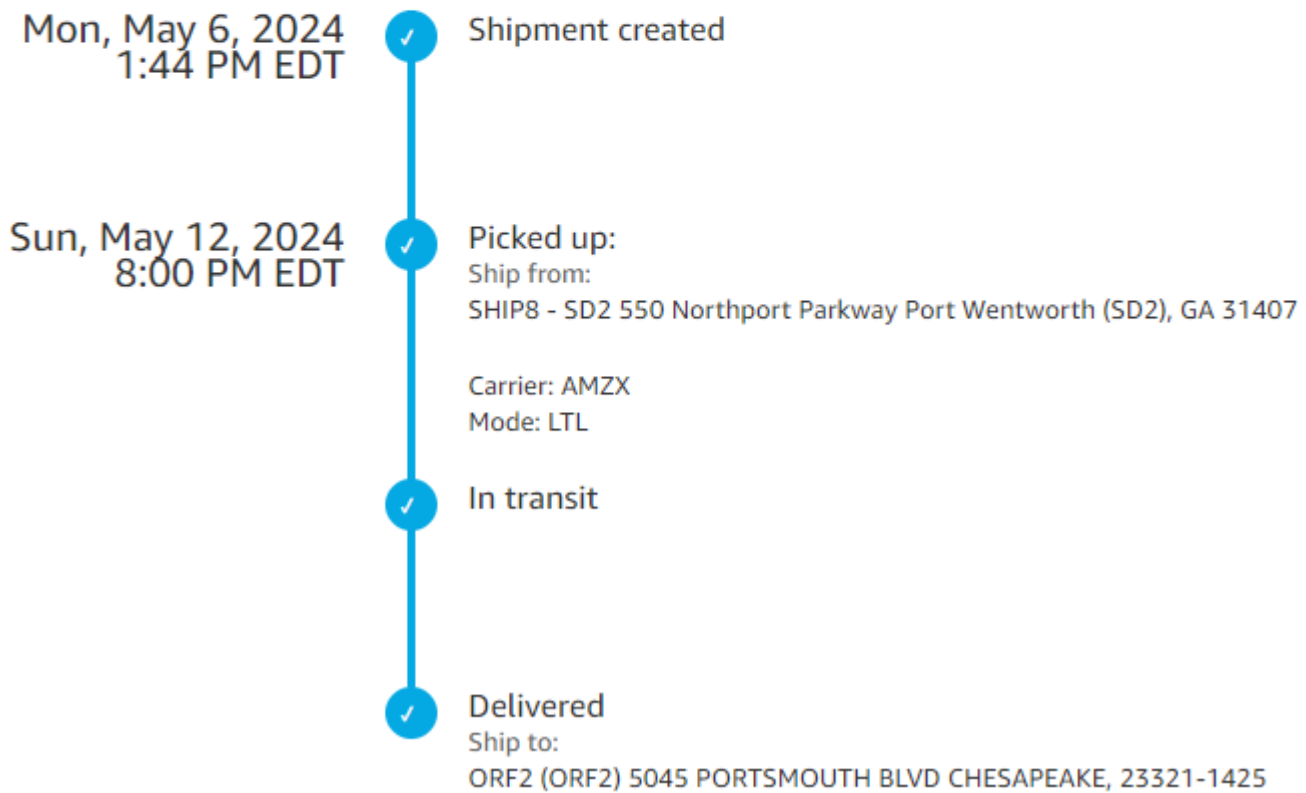 Mon, May 6, 2024
1:44 PM EDT
Shipment created
Sun, May 12, 2024
8:00 PM EDT
Picked up:
Ship from:
SHIP8 - SD2 550 Northport Parkway Port Wentworth (SD2), GA 31407
Carrier: AMZX
Mode: LTL
In transit
Delivered
Ship to:
ORF2 (ORF2) 5045 PORTSMOUTH BLVD CHESAPEAKE, 23321-1425